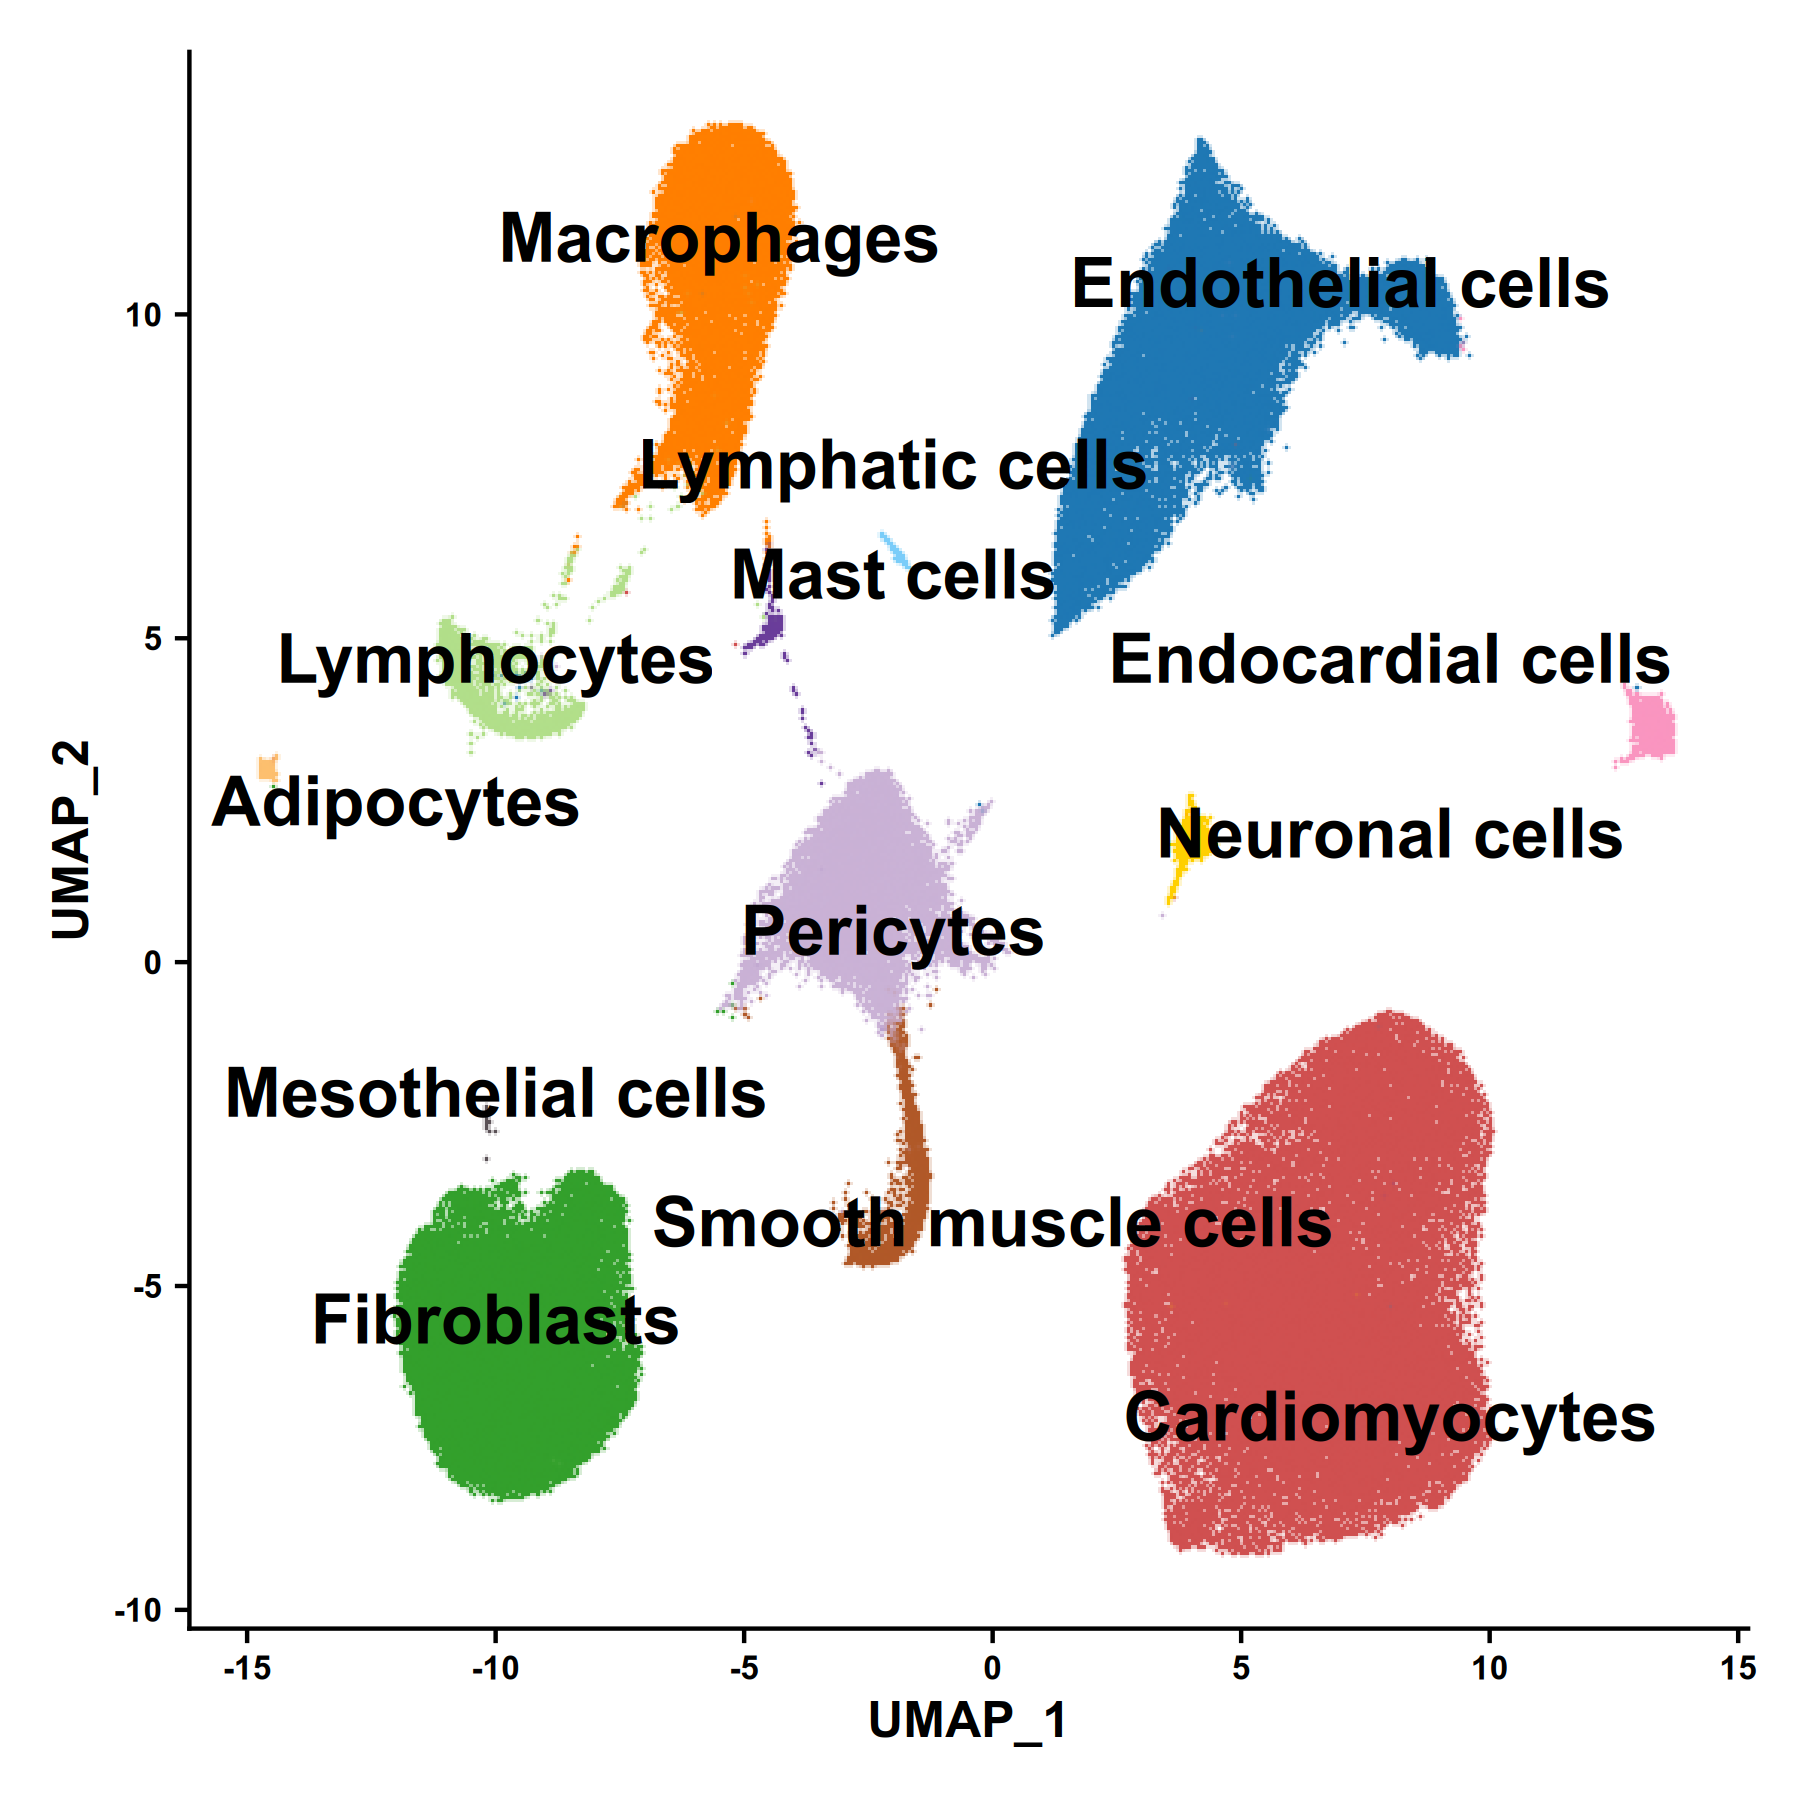 Macrophages
Endothelial cells
10
Lymphatic cells
Mast cells
5
Lymphocytes
Endocardial cells
Adipocytes
Neuronal cells
UMAP_2
Pericytes
0
Mesothelial cells
Smooth muscle cells
-5
Fibroblasts
Cardiomyocytes
-10
-15 -10 -5 0 5 10 15
UMAP_1